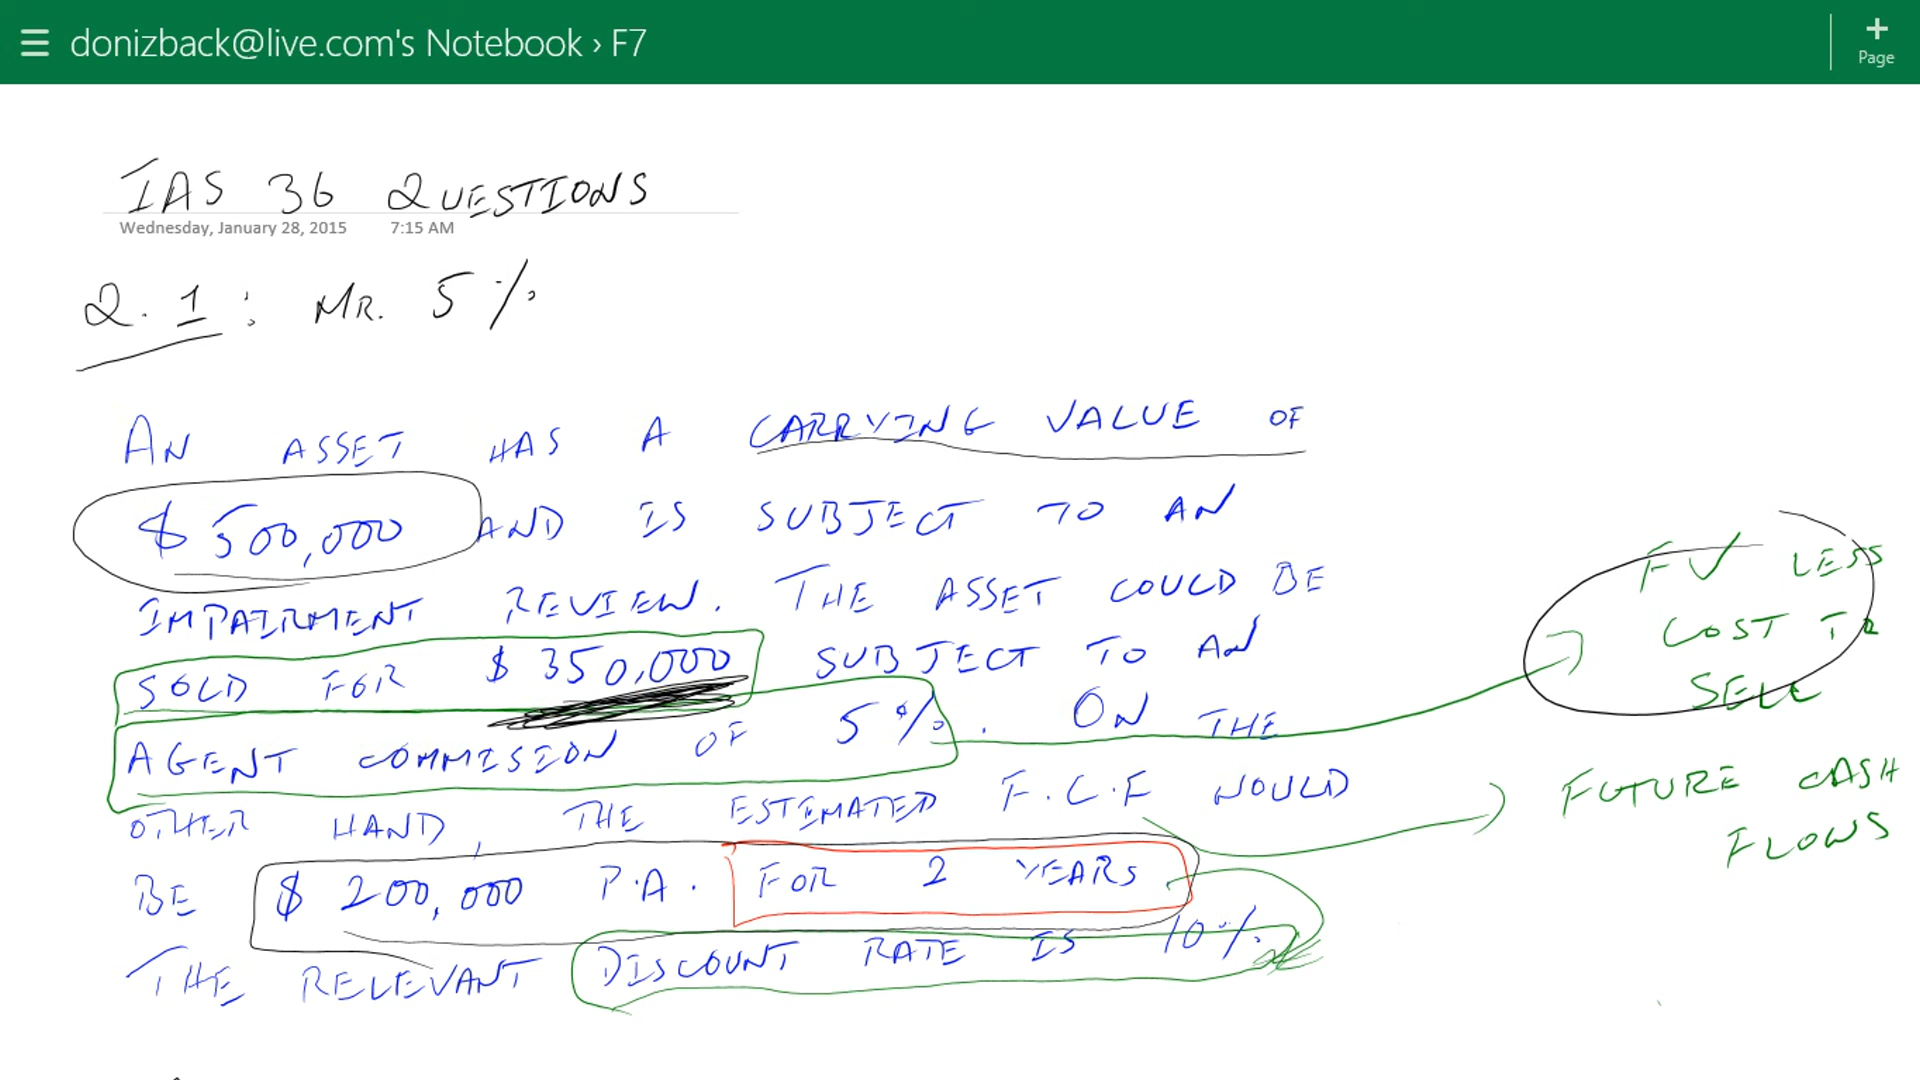 donizback@live.com's Notebook › F7
+
Page
IAS 36 QUESTIONS
Wednesday, January 28, 2015 7:15 AM
Q. 1 : MR. 5%
AN ASSET HAS A CARRYING VALUE OF
$ 500,000 AND IS SUBJECT TO AN
IMPAIRMENT REVIEW. THE ASSET COULD BE
SOLD FOR $ 350,000 SUBJECT TO AN
AGENT COMMISION OF 5%. ON THE
OTHER HAND, THE ESTIMATED F.C.F WOULD
BE $ 200,000 P.A. FOR 2 YEARS
THE RELEVANT DISCOUNT RATE IS 10%.
FV LESS
COST TO
SELL
FUTURE CASH
FLOWS